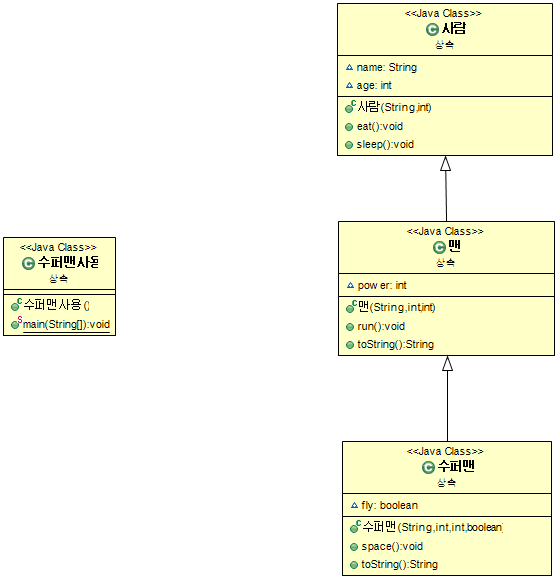 <<Java Class>>
사람
상속
name: String
age: int
사람(String,int)
eat():void
sleep():void
<<Java Class>>
수퍼맨사용
상속
수퍼맨사용()
main(String[]):void
<<Java Class>>
맨
상속
power: int
맨(String,int,int)
run():void
toString():String
<<Java Class>>
수퍼맨
상속
fly: boolean
수퍼맨(String,int,int,boolean)
space():void
toString():String